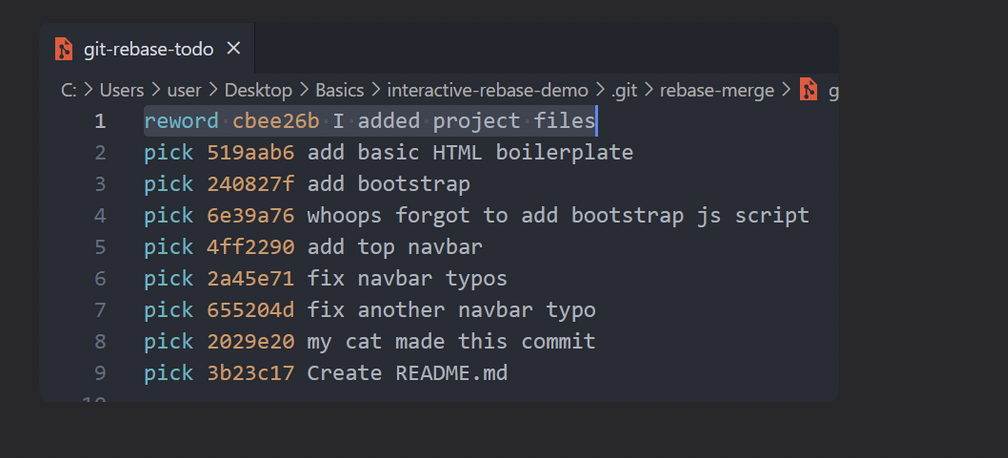 git-rebase-todo ×
C: > Users > user > Desktop > Basics > interactive-rebase-demo > .git > rebase-merge > g
1 reword cbee26b I added project files
2 pick 519aab6 add basic HTML boilerplate
3 pick 240827f add bootstrap
4 pick 6e39a76 whoops forgot to add bootstrap js script
5 pick 4ff2290 add top navbar
6 pick 2a45e71 fix navbar typos
7 pick 655204d fix another navbar typo
8 pick 2029e20 my cat made this commit
9 pick 3b23c17 Create README.md
10